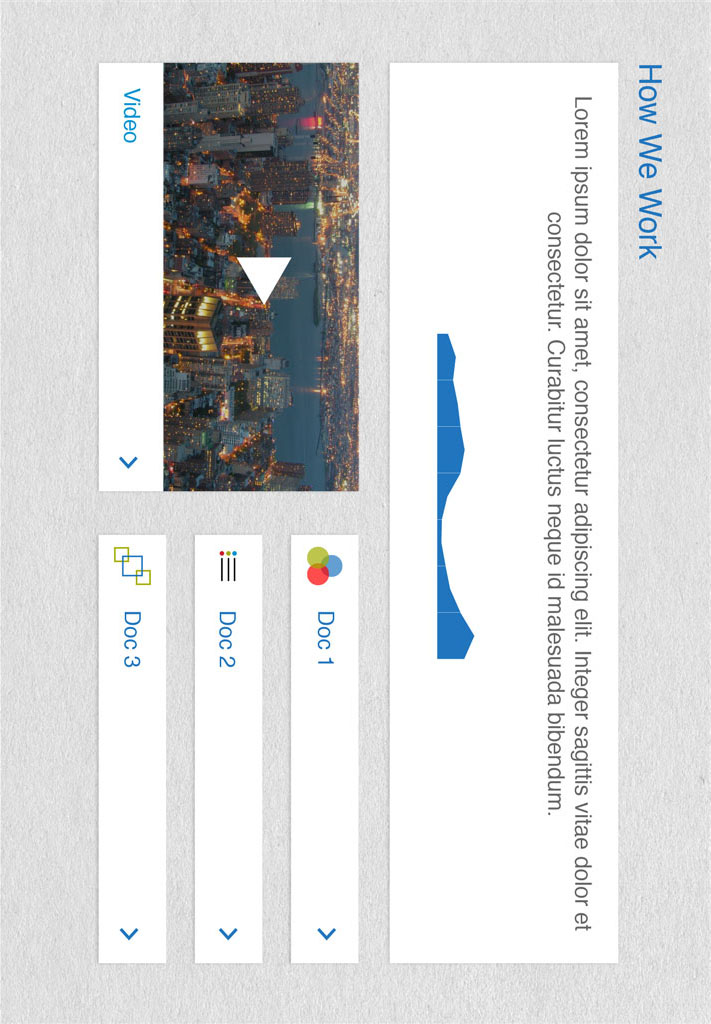 How We Work
Lorem ipsum dolor sit amet, consectetur adipiscing elit. Integer sagittis vitae dolor et
consectetur. Curabitur luctus neque id malesuada bibendum.
Video
Doc 1
Doc 2
Doc 3